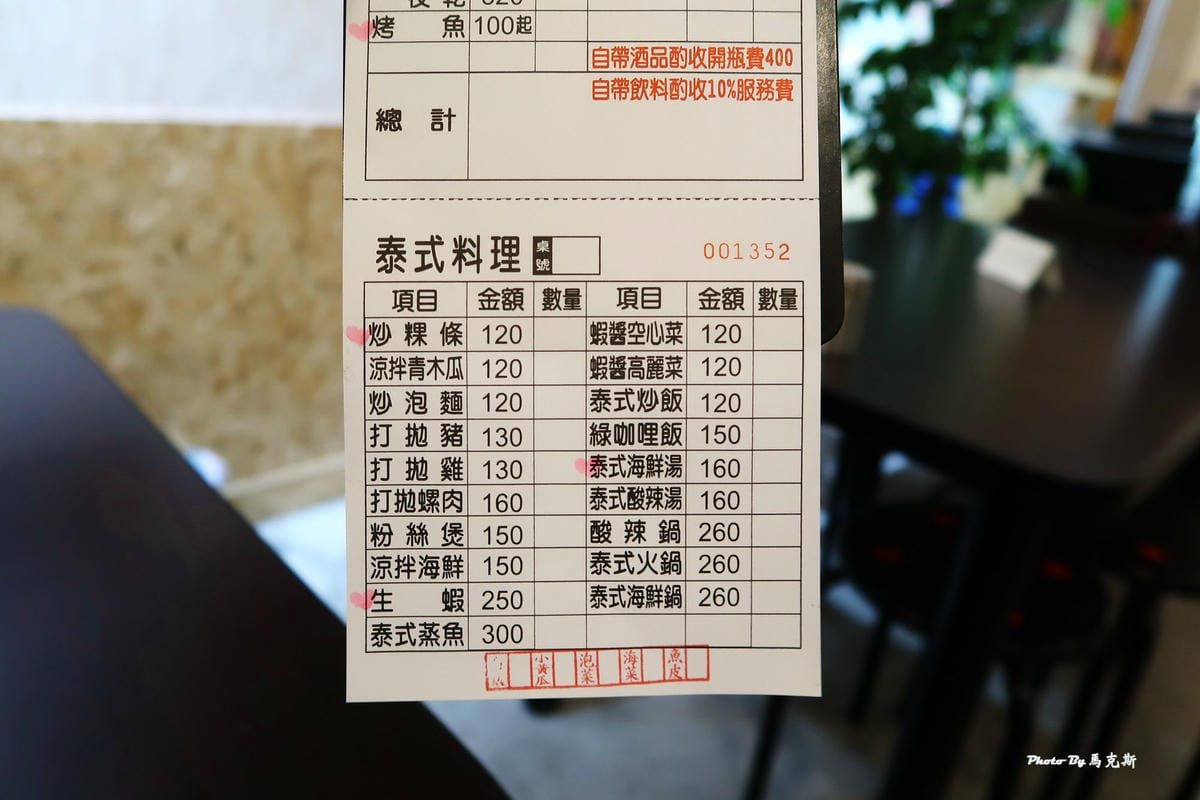 烤魚 100起
自帶酒品酌收開瓶費400
自帶飲料酌收10%服務費
總計
泰式料理 桌號 001352
項目 金額 數量 項目 金額 數量
炒粿條 120 蝦醬空心菜 120
涼拌青木瓜 120 蝦醬高麗菜 120
炒泡麵 120 泰式炒飯 120
打拋豬 130 綠咖哩飯 150
打拋雞 130 泰式海鮮湯 160
打拋螺肉 160 泰式酸辣湯 160
粉絲煲 150 酸辣鍋 260
涼拌海鮮 150 泰式火鍋 260
生蝦 250 泰式海鮮鍋 260
泰式蒸魚 300
小黃瓜 泡菜 海菜 魚皮
Photo By 馬克斯